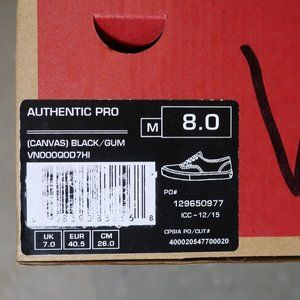 AUTHENTIC PRO
M 8.0
(CANVAS) BLACK/GUM
VN000Q0D7HI
PO#
129650977
ICC - 12/15
CPSIA PO/CUT#
400020547700020
UK EUR CM
7.0 40.5 26.0